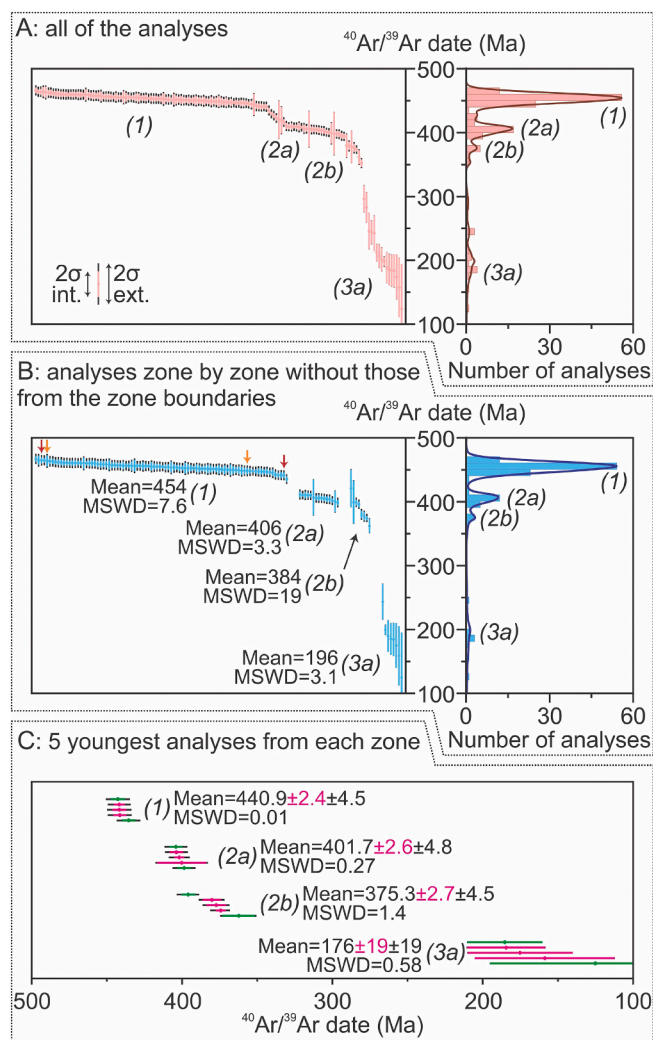 A: all of the analyses
⁴⁰Ar/³⁹Ar date (Ma)
500
400
300
200
100
(1)
(2a)
(2b)
(3a)
2σ int.
2σ ext.
(1)
(2a)
(2b)
(3a)
0 30 60
Number of analyses
B: analyses zone by zone without those
from the zone boundaries
⁴⁰Ar/³⁹Ar date (Ma)
500
400
300
200
100
Mean=454 (1)
MSWD=7.6
Mean=406 (2a)
MSWD=3.3
Mean=384 (2b)
MSWD=19
Mean=196 (3a)
MSWD=3.1
(1)
(2a)
(2b)
(3a)
0 30 60
Number of analyses
C: 5 youngest analyses from each zone
(1) Mean=440.9±2.4±4.5
MSWD=0.01
(2a) Mean=401.7±2.6±4.8
MSWD=0.27
(2b) Mean=375.3±2.7±4.5
MSWD=1.4
Mean=176±19±19 (3a)
MSWD=0.58
500 400 300 200 100
⁴⁰Ar/³⁹Ar date (Ma)